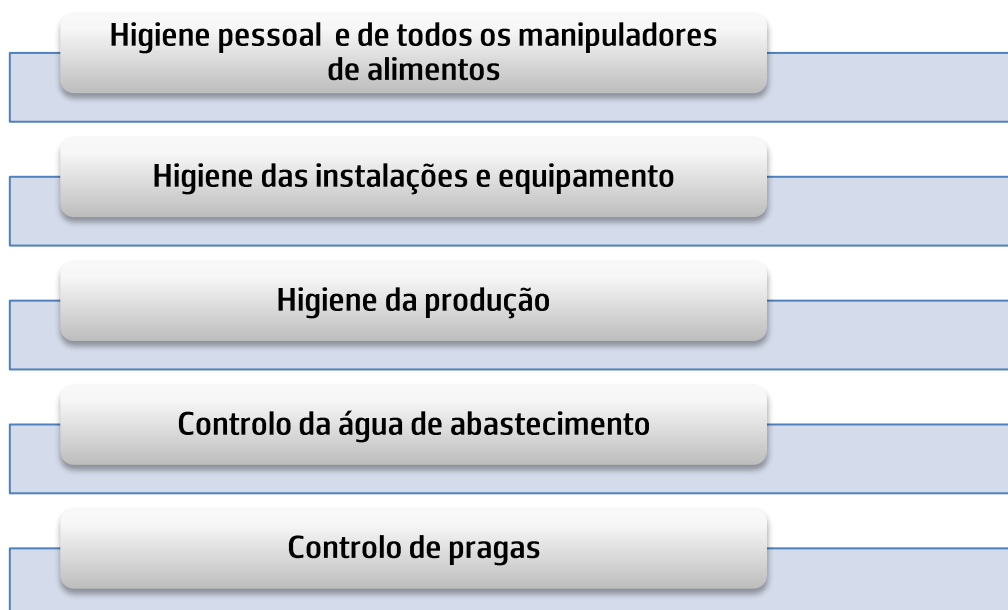 Higiene pessoal  e de todos os manipuladores
de alimentos
Higiene das instalações e equipamento
Higiene da produção
Controlo da água de abastecimento
Controlo de pragas